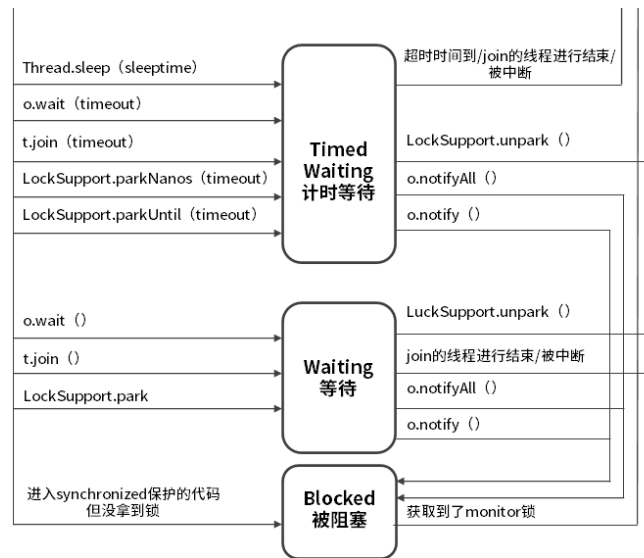 Thread.sleep（sleeptime）
o.wait（timeout）
t.join（timeout）
LockSupport.parkNanos（timeout）
LockSupport.parkUntil（timeout）
Timed
Waiting
计时等待
超时时间到/join的线程进行结束/
被中断
LockSupport.unpark（）
o.notifyAll（）
o.notify（）
o.wait（）
t.join（）
LockSupport.park
Waiting
等待
LuckSupport.unpark（）
join的线程进行结束/被中断
o.notifyAll（）
o.notify（）
进入synchronized保护的代码
但没拿到锁
Blocked
被阻塞
获取到了monitor锁